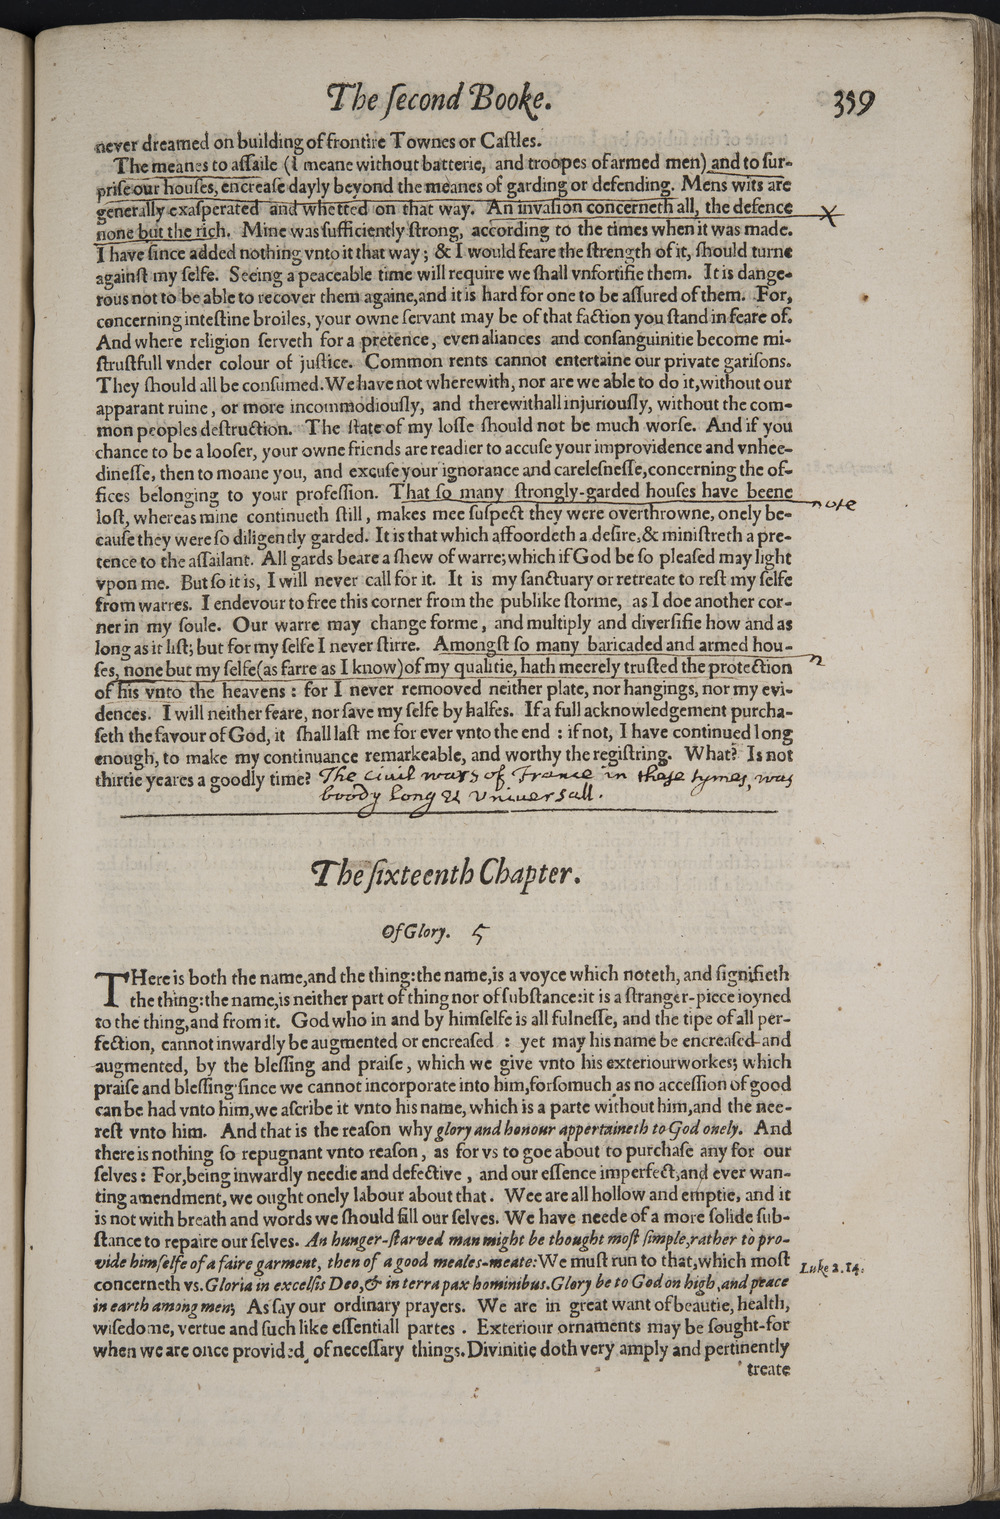 The ſecond Booke. 359
never dreamed on building of frontire Townes or Caſtles.
The meanes to aſſaile (I meane without batterie, and troopes of armed men) and to ſur-
priſe our houſes, encreaſe dayly beyond the meanes of garding or defending. Mens wits are
generally exaſperated and whetted on that way. An invaſion concerneth all, the defence
none but the rich. Mine was ſufficiently ſtrong, according to the times when it was made.
X
I have ſince added nothing vnto it that way; & I would feare the ſtrength of it, ſhould turne
againſt my ſelfe. Seeing a peaceable time will require we ſhall vnfortifie them. It is dange-
rous not to be able to recover them againe, and it is hard for one to be aſſured of them. For,
concerning inteſtine broiles, your owne ſervant may be of that faction you ſtand in feare of.
And where religion ſerveth for a pretence, even aliances and conſanguinitie become mi-
ſtruſtfull vnder colour of juſtice. Common rents cannot entertaine our private gariſons.
They ſhould all be conſumed. We have not wherewith, nor are we able to do it, without our
apparant ruine, or more incommodiouſly, and therewithall injuriouſly, without the com-
mon peoples deſtruction. The ſtate of my loſſe ſhould not be much worſe. And if you
chance to be a looſer, your owne friends are readier to accuſe your improvidence and vnhee-
dineſſe, then to moane you, and excuſe your ignorance and careleſneſſe, concerning the of-
fices belonging to your profeſſion. That ſo many ſtrongly-garded houſes have beene
note
loſt, whereas mine continueth ſtill, makes mee ſuſpect they were overthrowne, onely be-
cauſe they were ſo diligently garded. It is that which affoordeth a deſire, & miniſtreth a pre-
tence to the aſſailant. All gards beare a ſhew of warre; which if God be ſo pleaſed may light
vpon me. But ſo it is, I will never call for it. It is my ſanctuary or retreate to reſt my ſelfe
from warres. I endevour to free this corner from the publike ſtorme, as I doe another cor-
ner in my ſoule. Our warre may change forme, and multiply and diverſifie how and as
long as it liſt; but for my ſelfe I never ſtirre. Amongſt ſo many baricaded and armed hou-
ſes, none but my ſelfe (as farre as I know) of my qualitie, hath meerely truſted the protection
n
of his vnto the heavens : for I never remooved neither plate, nor hangings, nor my evi-
dences. I will neither feare, nor ſave my ſelfe by halfes. If a full acknowledgement purcha-
ſeth the favour of God, it ſhall laſt me for ever vnto the end : if not, I have continued long
enough, to make my continuance remarkeable, and worthy the regiſtring. What? Is not
thirtie yeares a goodly time? The civil wars of France in those tymes, was
boody long & Universall.
The ſixteenth Chapter.
Of Glory. 5
THere is both the name, and the thing: the name, is a voyce which noteth, and ſignifieth
the thing: the name, is neither part of thing nor of ſubſtance: it is a ſtranger-piece ioyned
to the thing, and from it. God who in and by himſelfe is all fulneſſe, and the tipe of all per-
fection, cannot inwardly be augmented or encreaſed : yet may his name be encreaſed and
augmented, by the bleſſing and praiſe, which we give vnto his exteriour workes; which
praiſe and bleſſing ſince we cannot incorporate into him, forſomuch as no acceſſion of good
can be had vnto him, we aſcribe it vnto his name, which is a parte without him, and the nee-
reſt vnto him. And that is the reaſon why glory and honour appertaineth to God onely. And
there is nothing ſo repugnant vnto reaſon, as for vs to goe about to purchaſe any for our
ſelves: For, being inwardly needie and defective, and our eſſence imperfect, and ever wan-
ting amendment, we ought onely labour about that. Wee are all hollow and emptie, and it
is not with breath and words we ſhould fill our ſelves. We have neede of a more ſolide ſub-
ſtance to repaire our ſelves. An hunger-ſtarved man might be thought moſt ſimple, rather to pro-
vide himſelfe of a faire garment, then of a good meales-meate: We muſt run to that, which moſt
Luke 2. 14.
concerneth vs. Gloria in excelſis Deo, & in terra pax hominibus. Glory be to God on high, and peace
in earth among men; As ſay our ordinary prayers. We are in great want of beautie, health,
wiſedome, vertue and ſuch like eſſentiall partes . Exteriour ornaments may be ſought-for
when we are once provided of neceſſary things. Divinitie doth very amply and pertinently
treate